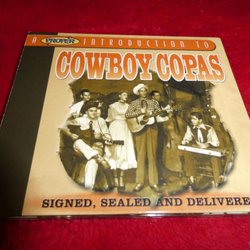 A PROPER INTRODUCTION TO
COWBOY COPAS
SIGNED, SEALED AND DELIVERE